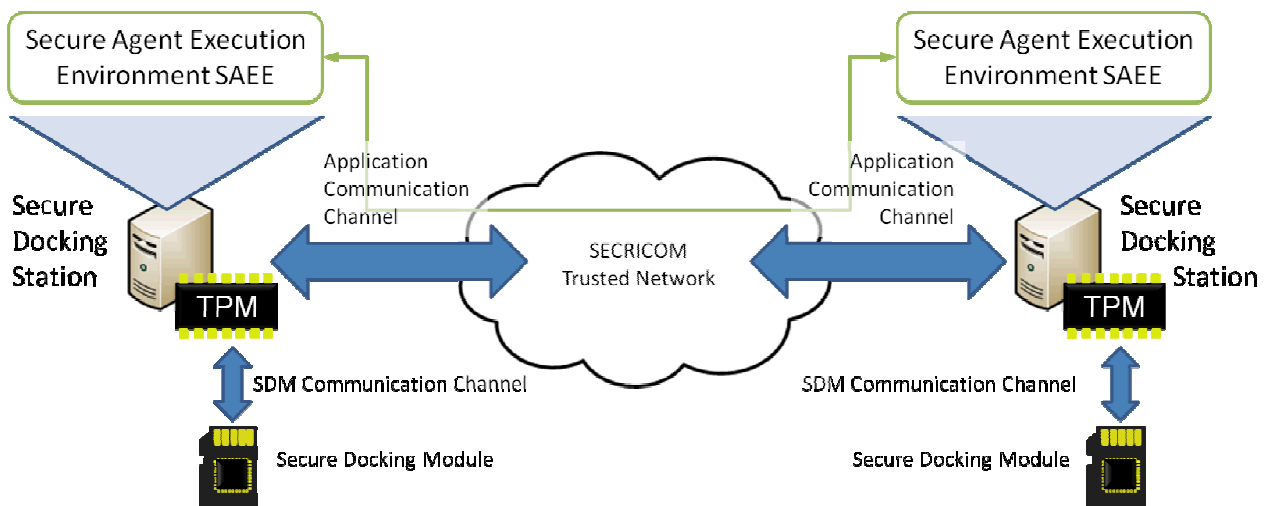 Secure Agent Execution
Environment SAEE
Secure Agent Execution
Environment SAEE
Application
Communication
Channel
Application
Communication
Channel
Secure
Docking
Station
Secure
Docking
Station
SECRICOM
Trusted Network
TPM
TPM
SDM Communication Channel
SDM Communication Channel
Secure Docking Module
Secure Docking Module